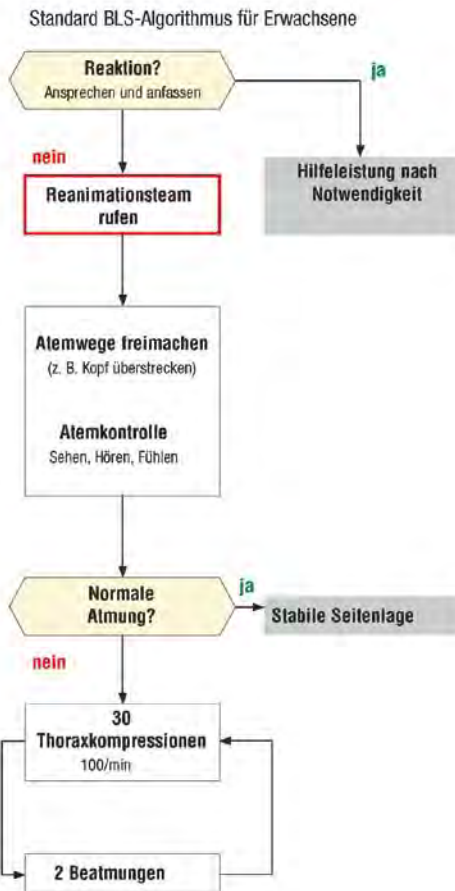 Standard BLS-Algorithmus für Erwachsene
Reaktion?
Ansprechen und anfassen
ja
nein
Hilfeleistung nach
Notwendigkeit
Reanimationsteam
rufen
Atemwege freimachen
(z. B. Kopf überstrecken)
Atemkontrolle
Sehen, Hören, Fühlen
Normale
Atmung?
ja
Stabile Seitenlage
nein
30
Thoraxkompressionen
100/min
2 Beatmungen